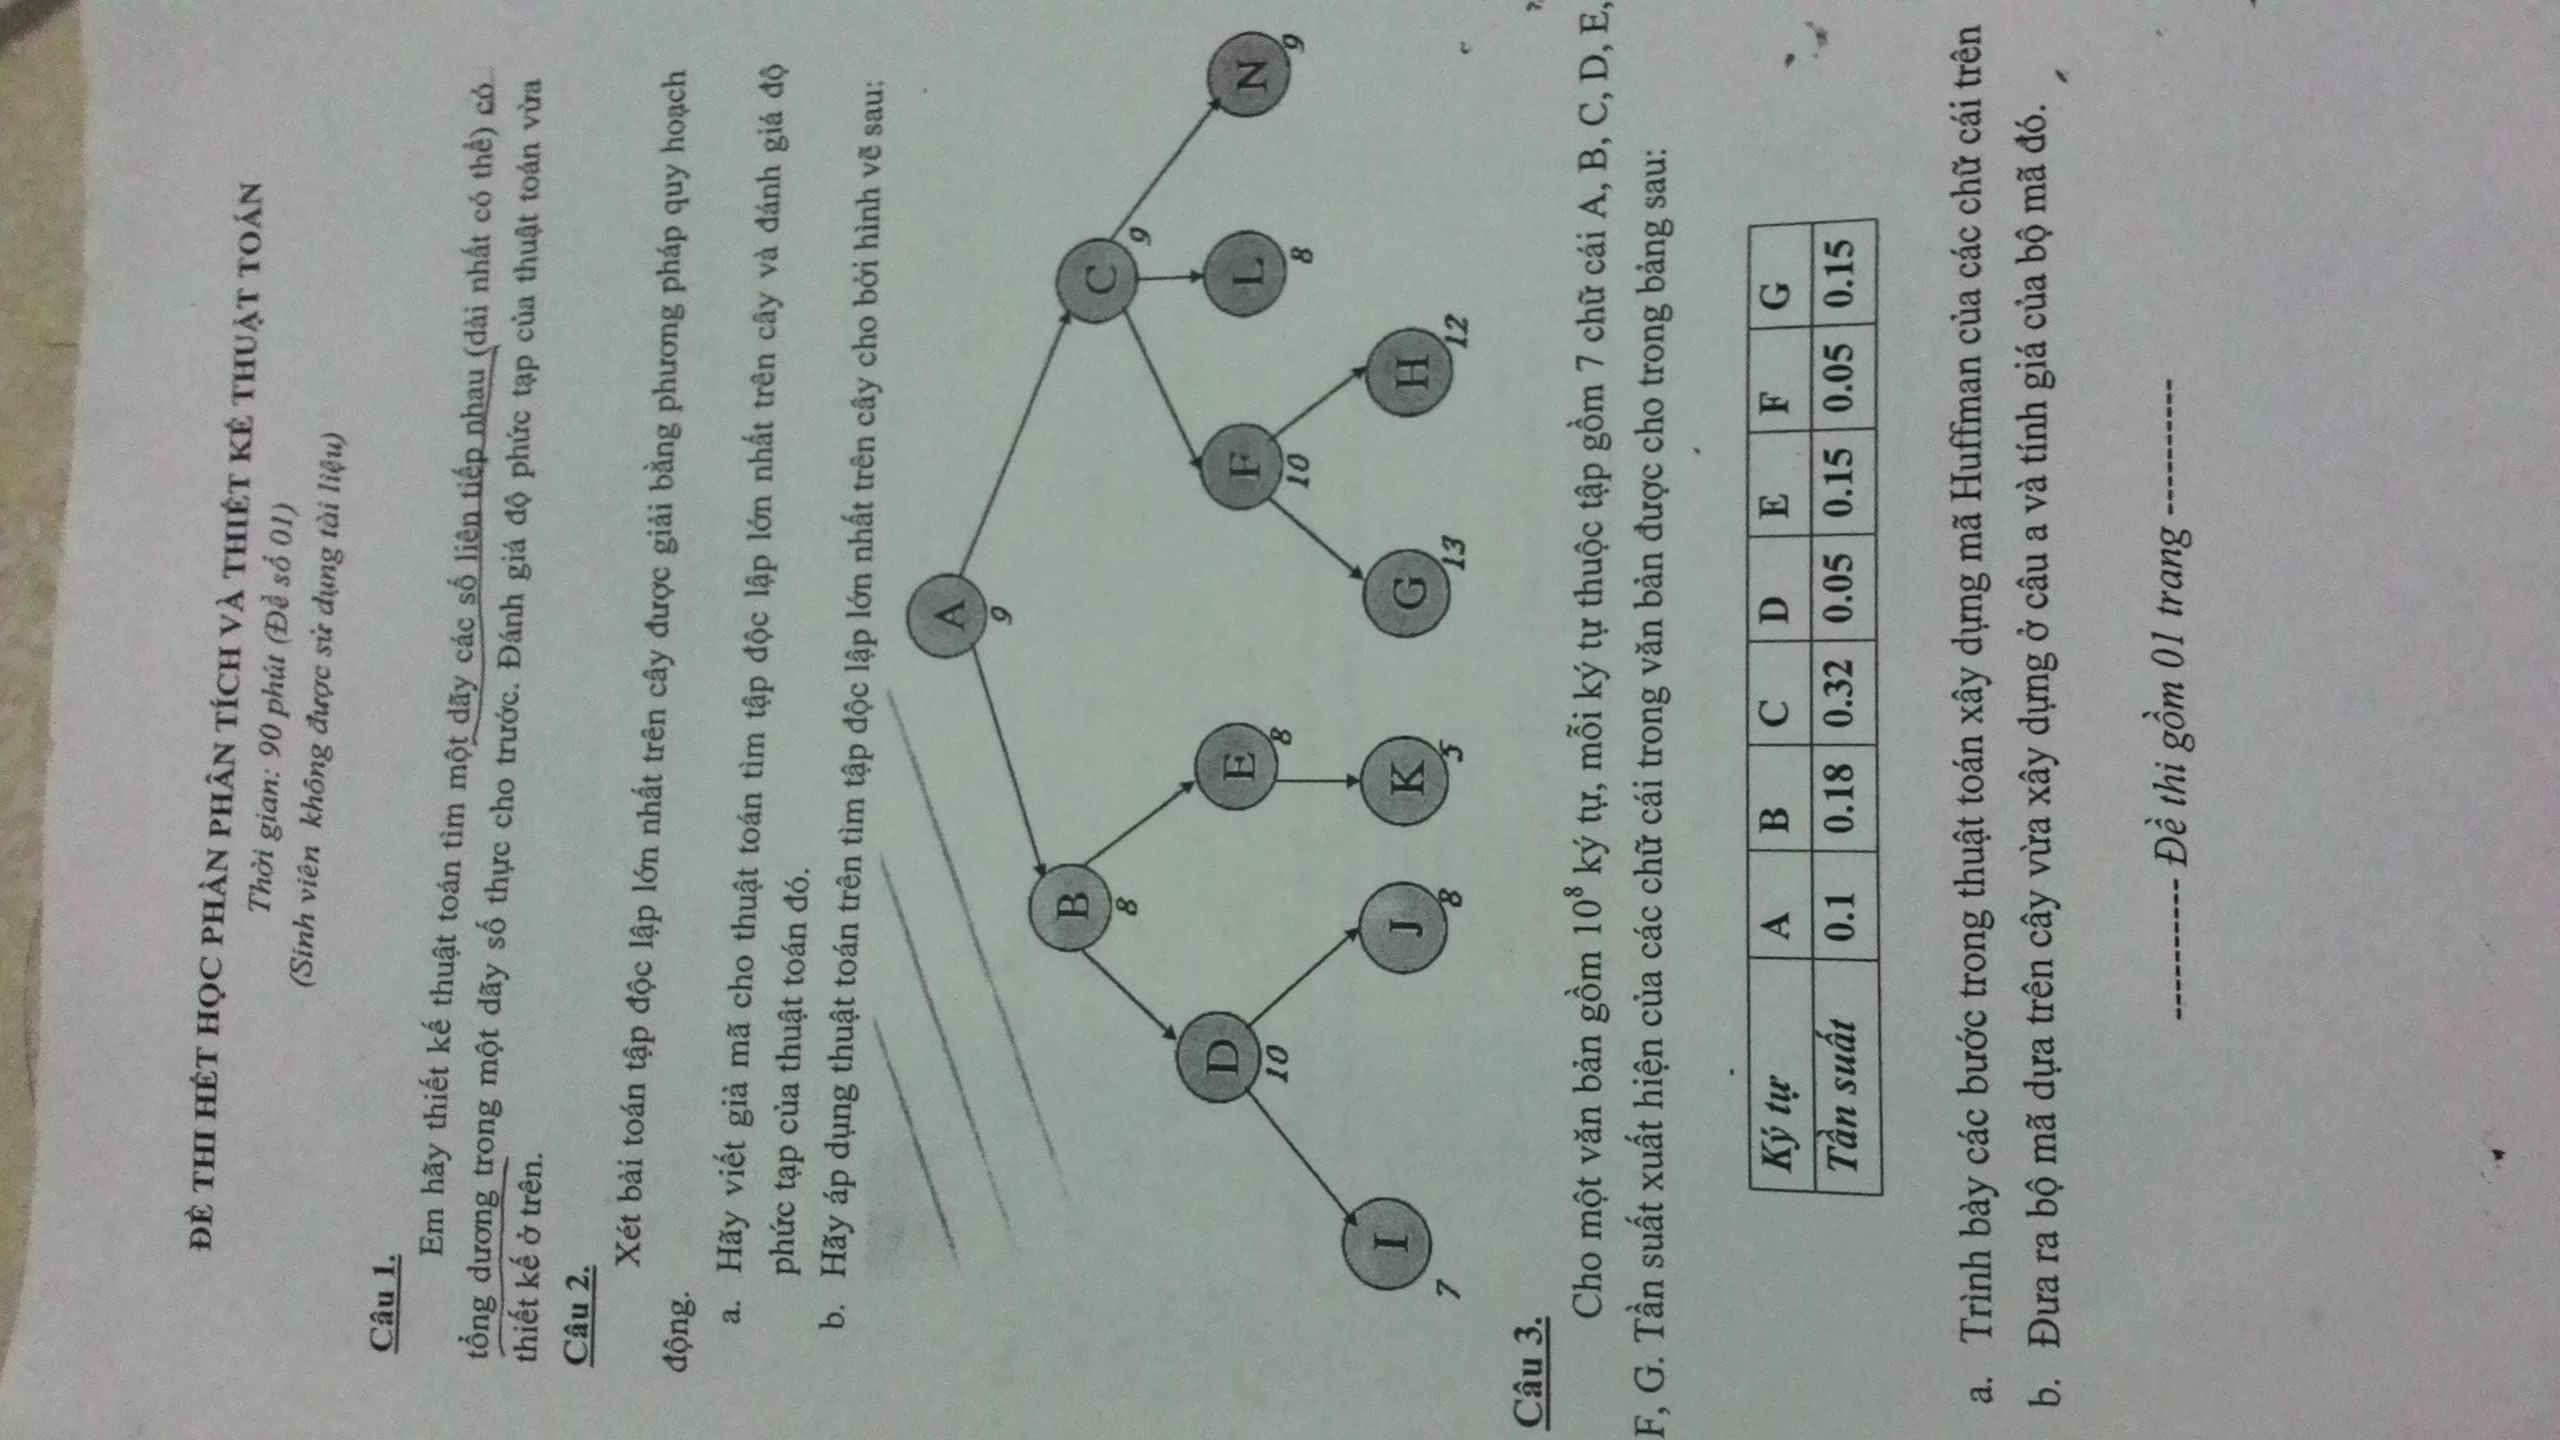 ĐỀ THI HẾT HỌC PHẦN PHÂN TÍCH VÀ THIẾT KẾ THUẬT TOÁN
Thời gian: 90 phút (Đề số 01)
(Sinh viên không được sử dụng tài liệu)
Câu 1.
Em hãy thiết kế thuật toán tìm một dãy các số liên tiếp nhau (dài nhất có thể) có
tổng dương trong một dãy số thực cho trước. Đánh giá độ phức tạp của thuật toán vừa
thiết kế ở trên.
Câu 2.
Xét bài toán tập độc lập lớn nhất trên cây được giải bằng phương pháp quy hoạch
động.
a. Hãy viết giả mã cho thuật toán tìm tập độc lập lớn nhất trên cây và đánh giá độ
phức tạp của thuật toán đó.
b. Hãy áp dụng thuật toán trên tìm tập độc lập lớn nhất trên cây cho bởi hình vẽ sau:
A
9
B C
8 9
D E F L N
10 8 10 8 9
I J K G H
7 8 5 13 12
Câu 3.
Cho một văn bản gồm 10⁸ ký tự, mỗi ký tự thuộc tập gồm 7 chữ cái A, B, C, D, E,
F, G. Tần suất xuất hiện của các chữ cái trong văn bản được cho trong bảng sau:
Ký tự A B C D E F G
Tần suất 0.1 0.18 0.32 0.05 0.15 0.05 0.15
a. Trình bày các bước trong thuật toán xây dựng mã Huffman của các chữ cái trên
b. Đưa ra bộ mã dựa trên cây vừa xây dựng ở câu a và tính giá của bộ mã đó.
----------- Đề thi gồm 01 trang -----------